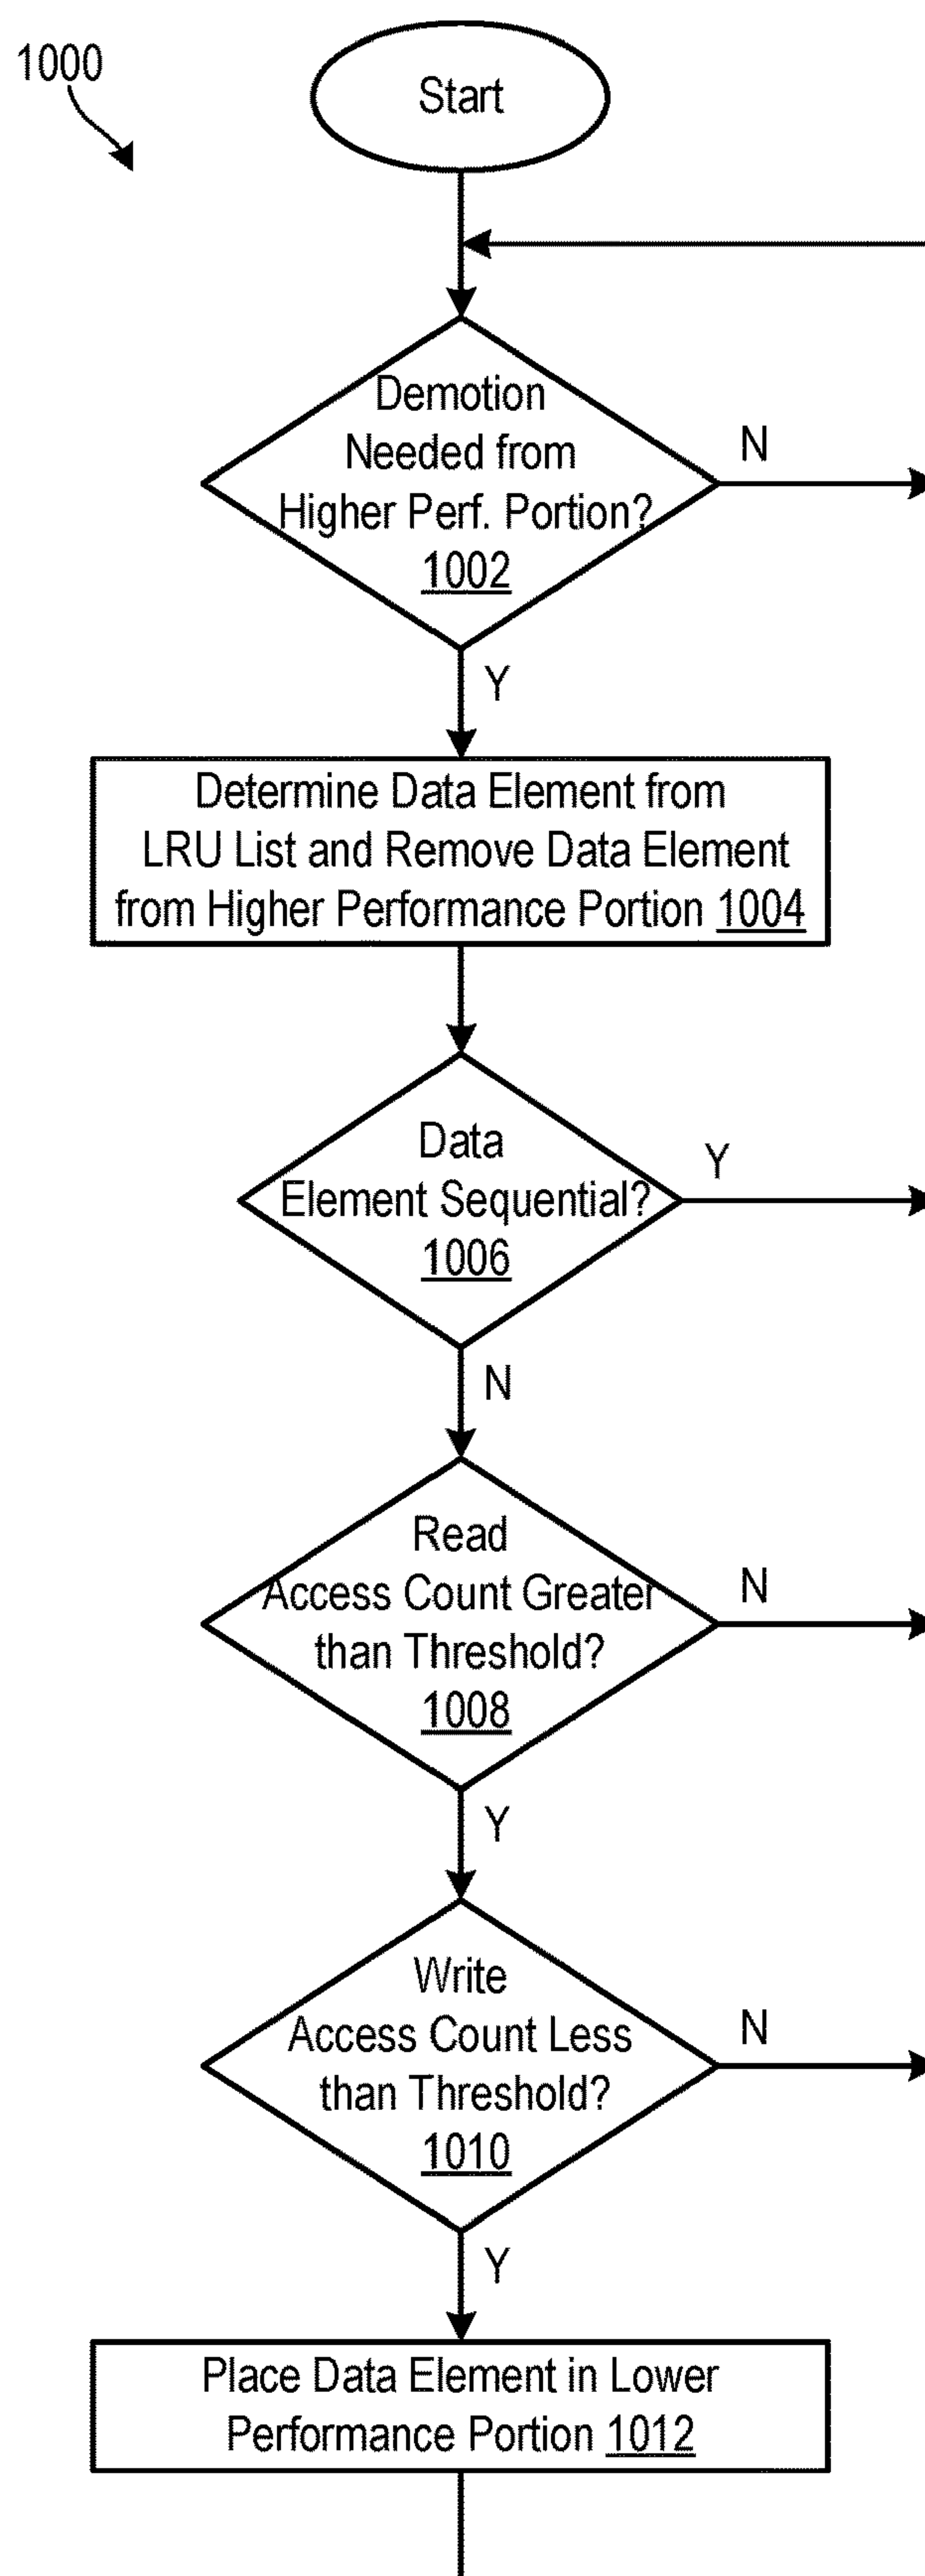 1000
Start
Demotion
Needed from
Higher Perf. Portion?
1002
N
Y
Determine Data Element from
LRU List and Remove Data Element
from Higher Performance Portion 1004
Data
Element Sequential?
1006
Y
N
Read
Access Count Greater
than Threshold?
1008
N
Y
Write
Access Count Less
than Threshold?
1010
N
Y
Place Data Element in Lower
Performance Portion 1012